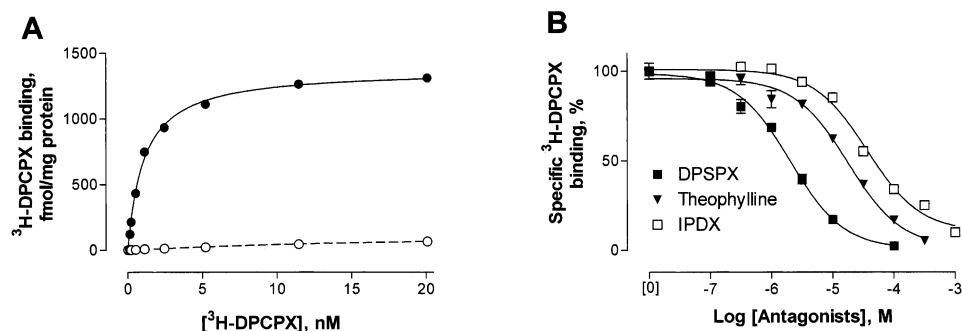 A
³H-DPCPX binding,
fmol/mg protein
1500
1000
500
0
0
5
10
15
20
[³H-DPCPX], nM
B
Specific ³H-DPCPX
binding, %
100
50
0
DPSPX
Theophylline
IPDX
[0]
-7
-6
-5
-4
-3
Log [Antagonists], M